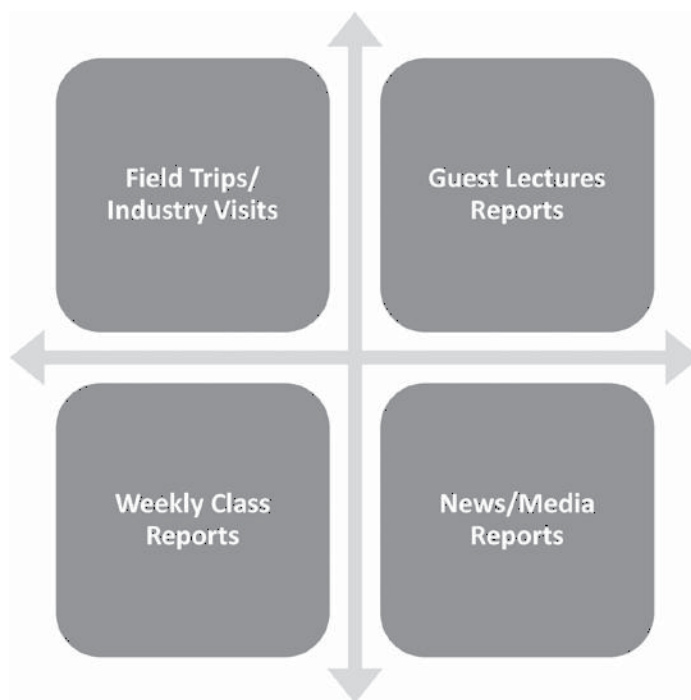 Field Trips/
Industry Visits
Guest Lectures
Reports
Weekly Class
Reports
News/Media
Reports